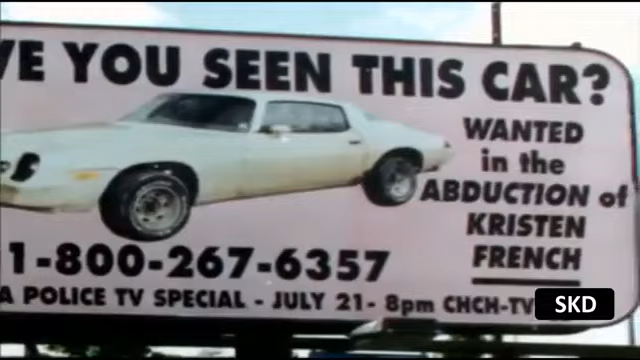 VE YOU SEEN THIS CAR?
WANTED
in the
ABDUCTION of
KRISTEN
FRENCH
1-800-267-6357
A POLICE TV SPECIAL - JULY 21- 8pm CHCH-TV
SKD